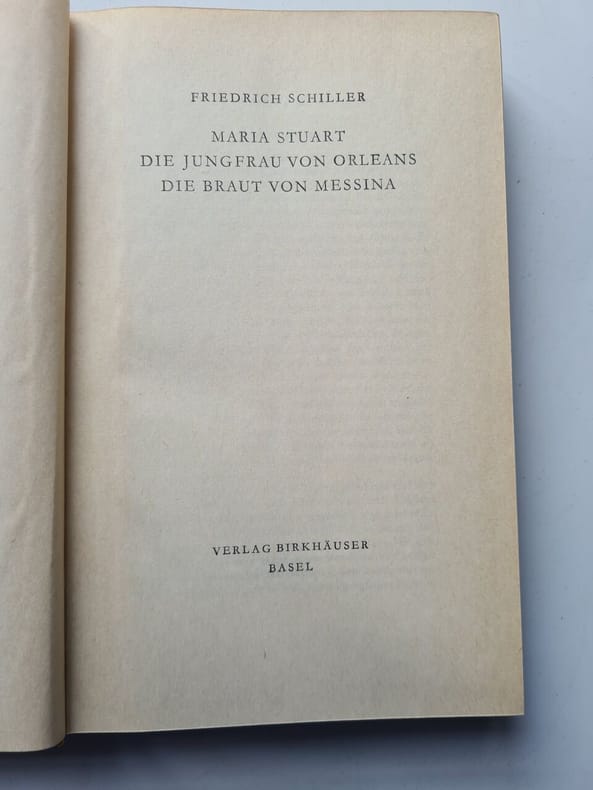 FRIEDRICH SCHILLER
MARIA STUART
DIE JUNGFRAU VON ORLEANS
DIE BRAUT VON MESSINA
VERLAG BIRKHÄUSER
BASEL